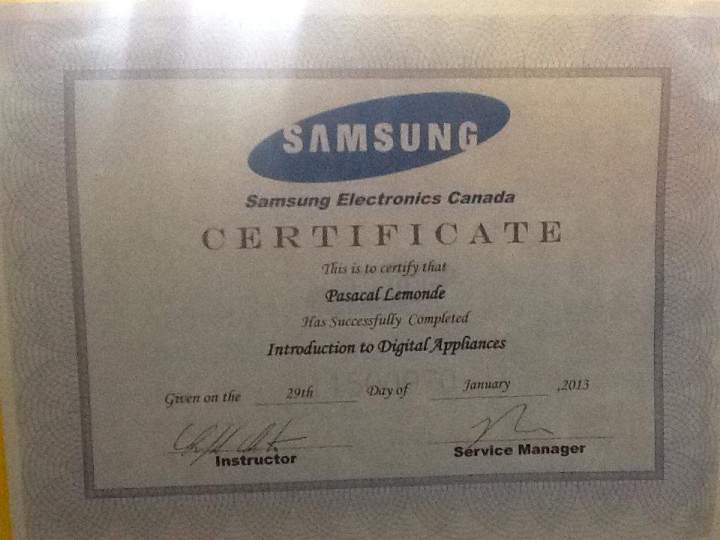 SAMSUNG
Samsung Electronics Canada
CERTIFICATE
This is to certify that
Pasacal Lemonde
Has Successfully Completed
Introduction to Digital Appliances
Given on the 29th Day of January ,2013
Instructor Service Manager